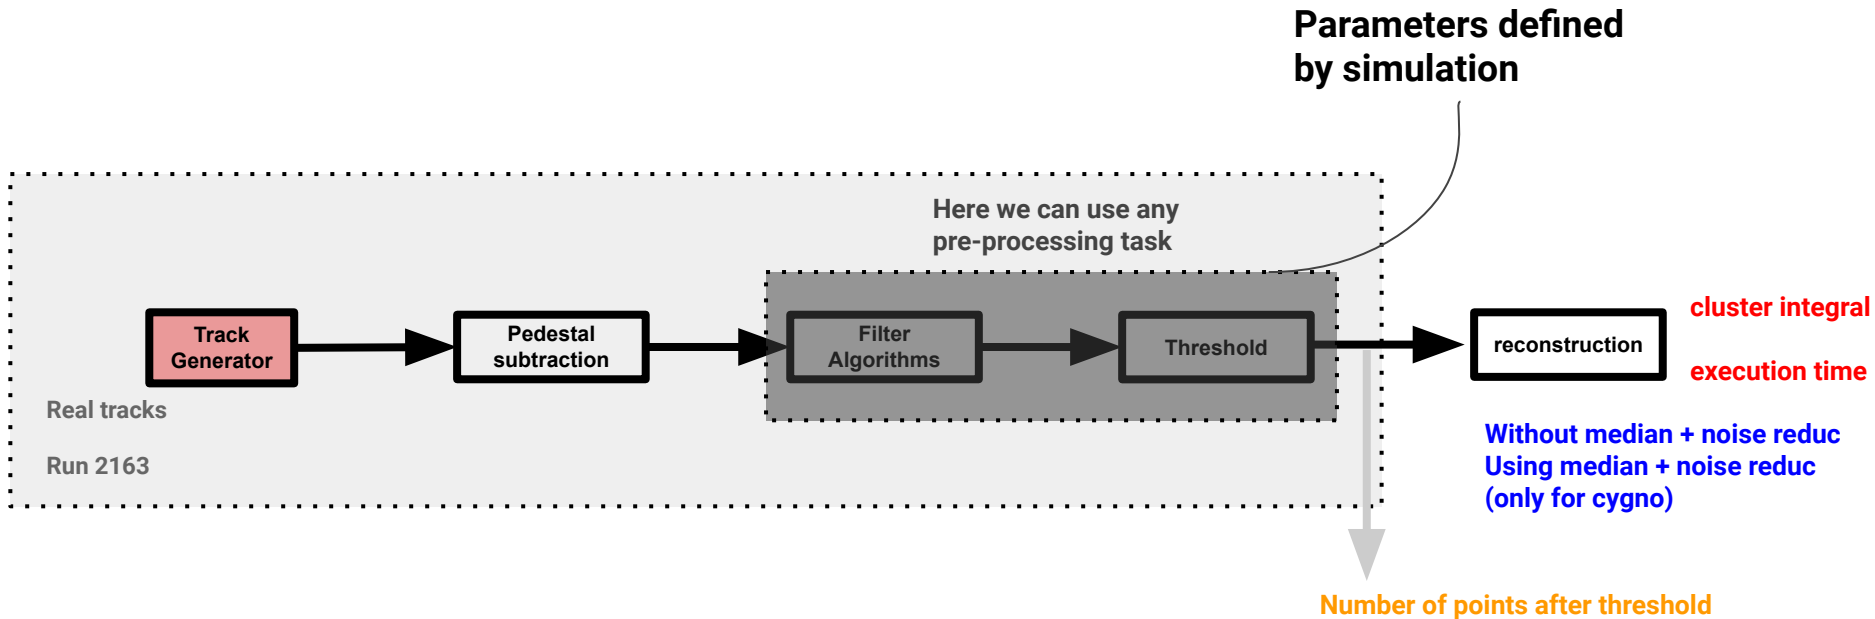 Parameters defined
by simulation
Here we can use any
pre-processing task
Track
Generator
Pedestal
subtraction
Filter
Algorithms
Threshold
reconstruction
cluster integral
execution time
Real tracks
Run 2163
Without median + noise reduc
Using median + noise reduc
(only for cygno)
Number of points after threshold